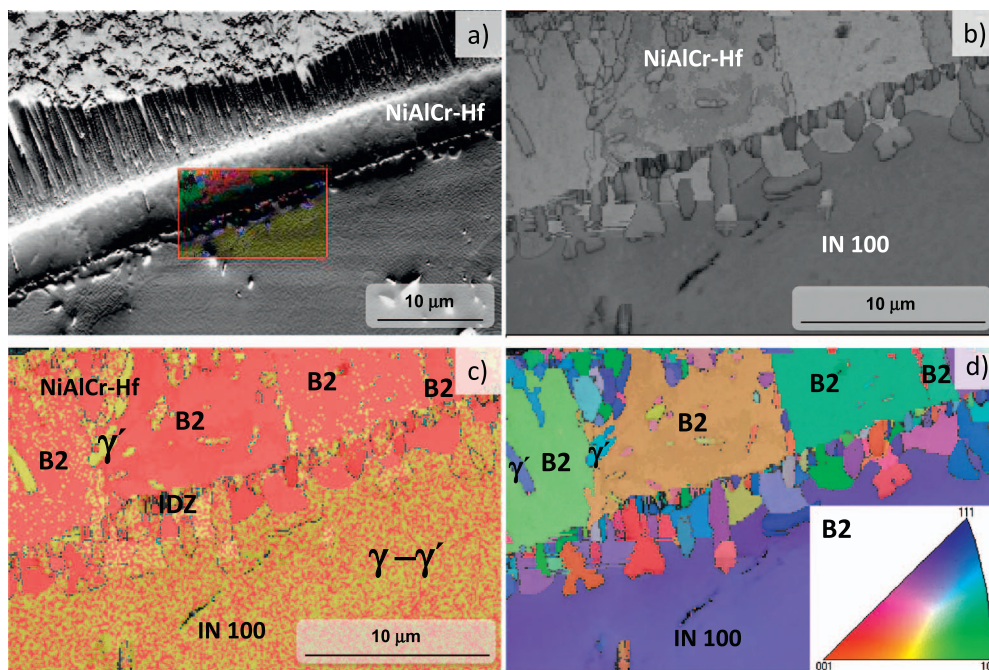 a)
NiAlCr-Hf
10 μm
b)
NiAlCr-Hf
IN 100
10 μm
c)
NiAlCr-Hf
B2
B2
B2
B2
γ´
IDZ
γ–γ´
IN 100
10 μm
d)
B2
B2
B2
B2
γ´
γ´
IN 100
B2
111
001